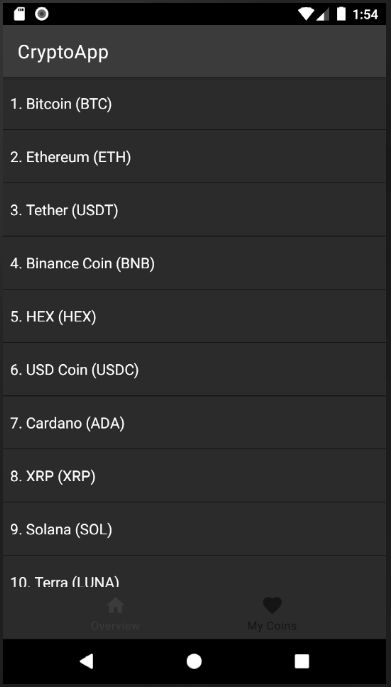 1:54
CryptoApp
1. Bitcoin (BTC)
2. Ethereum (ETH)
3. Tether (USDT)
4. Binance Coin (BNB)
5. HEX (HEX)
6. USD Coin (USDC)
7. Cardano (ADA)
8. XRP (XRP)
9. Solana (SOL)
10. Terra (LUNA)
Overview My Coins